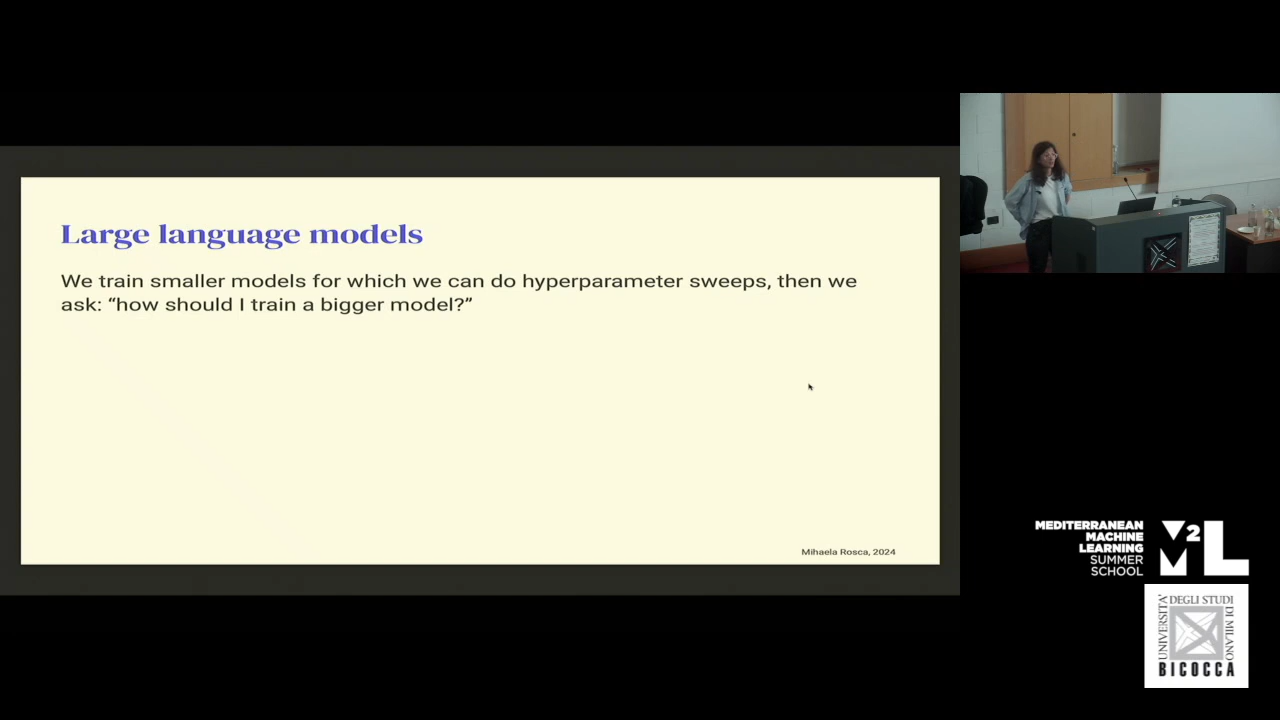 Large language models
We train smaller models for which we can do hyperparameter sweeps, then we
ask: “how should I train a bigger model?”
Mihaela Rosca, 2024
MEDITERRANEAN
MACHINE
LEARNING
SUMMER
SCHOOL
M2L
UNIVERSITA'
DEGLI STUDI
DI MILANO
BICOCCA